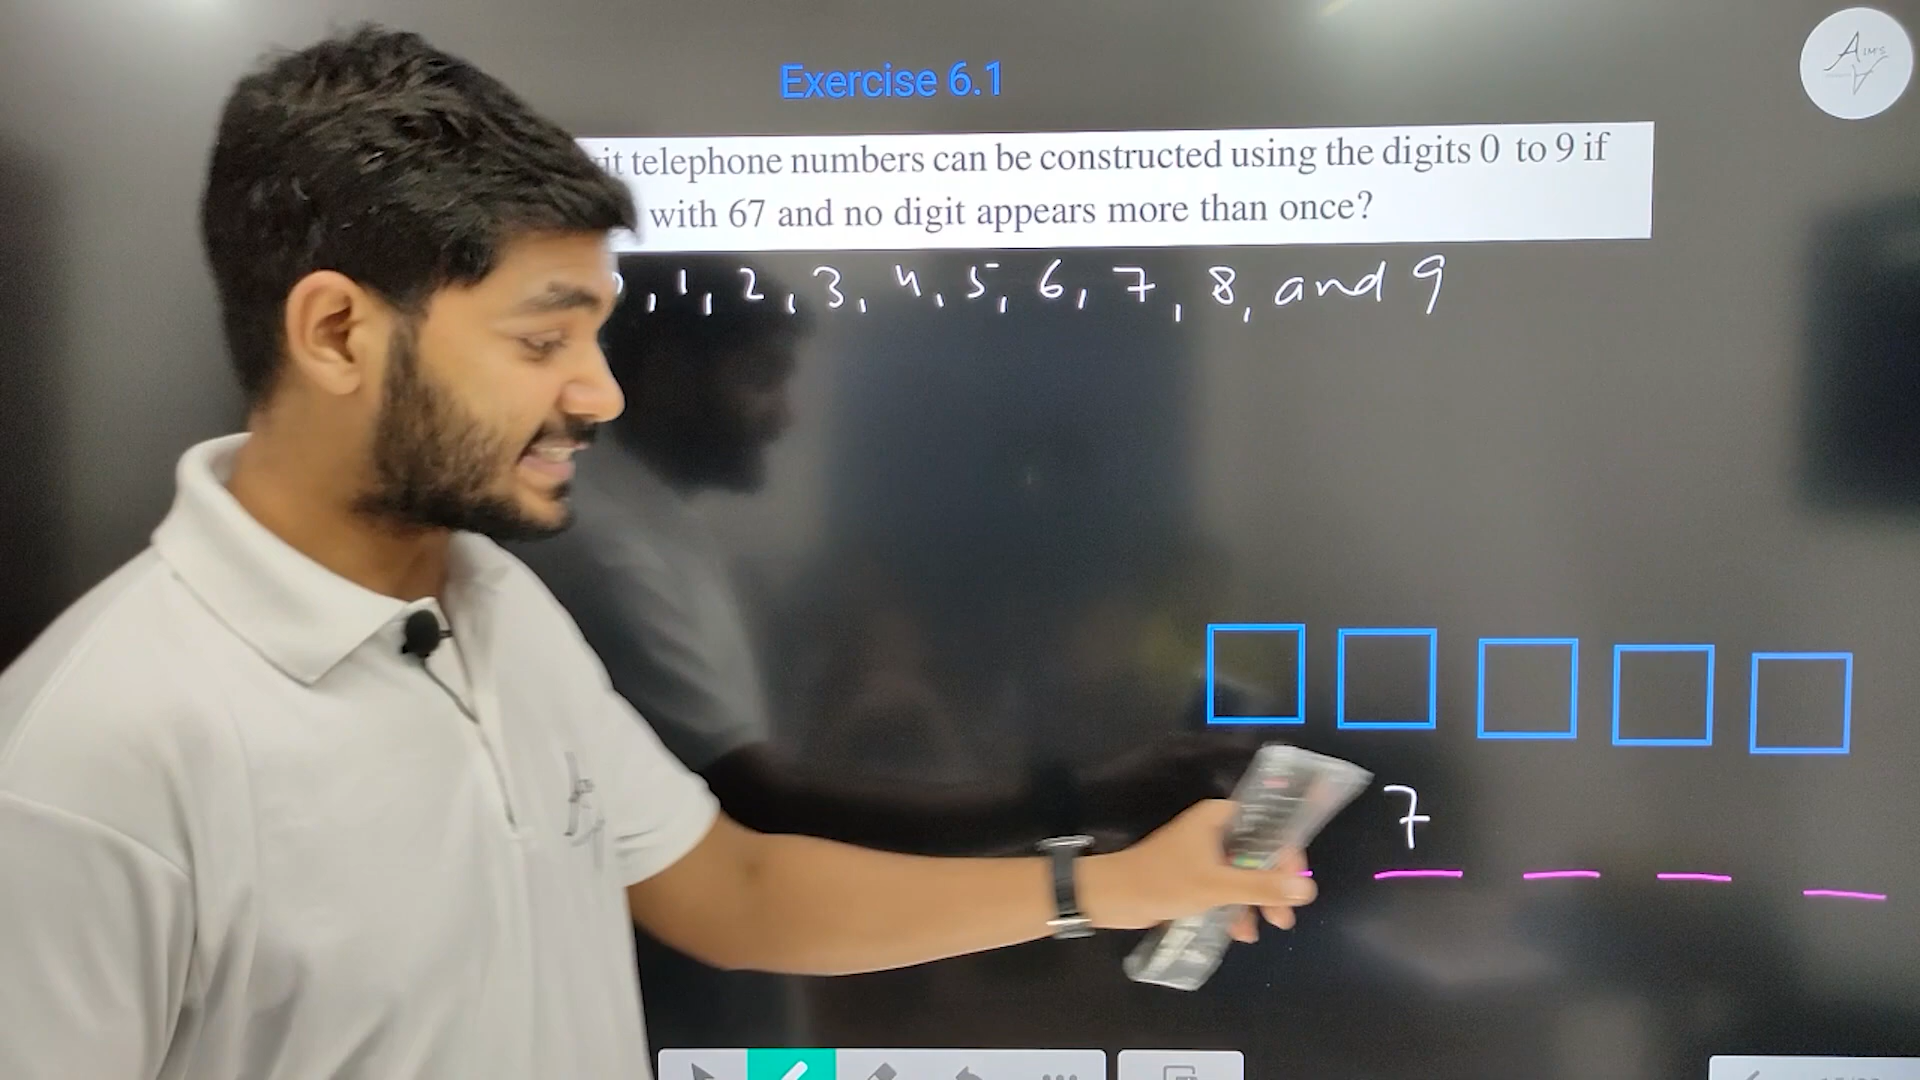 AIM'S
Exercise 6.1
telephone numbers can be constructed using the digits 0 to 9 if
with 67 and no digit appears more than once?
, 1, 2, 3, 4, 5, 6, 7, 8, and 9
7